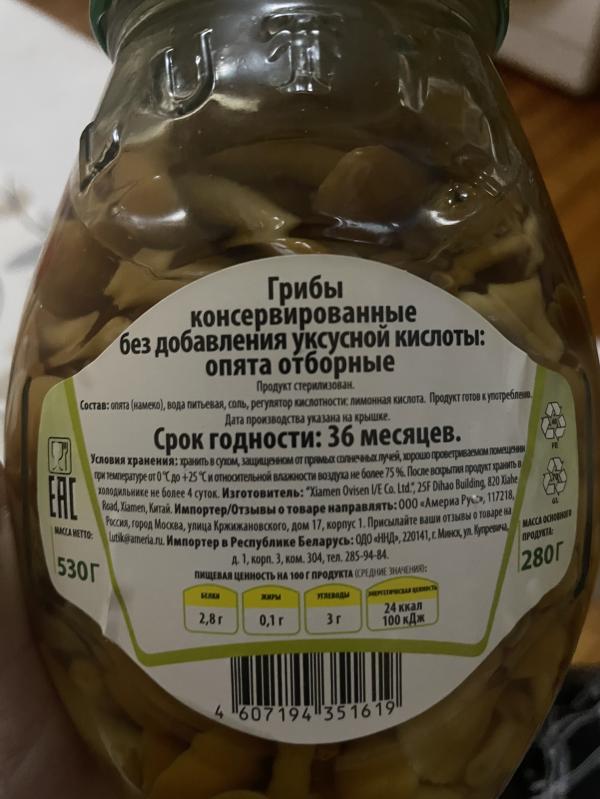 LUTI
Грибы
консервированные
без добавления уксусной кислоты:
опята отборные
Продукт стерилизован.
Состав: опята (намеко), вода питьевая, соль, регулятор кислотности: лимонная кислота. Продукт готов к употреблению.
Дата производства указана на крышке.
Срок годности: 36 месяцев.
Условия хранения: хранить в сухом, защищенном от прямых солнечных лучей, хорошо проветриваемом помещении
при температуре от 0 °С до +25 °С и относительной влажности воздуха не более 75 %. После вскрытия продукт хранить в
холодильнике не более 4 суток. Изготовитель: "Xiamen Ovisen I/E Co. Ltd.", 25F Dihao Building, 820 Xiahe
Road, Xiamen, Китай. Импортер/Отзывы о товаре направлять: ООО «Америа Русс», 117218,
Россия, город Москва, улица Кржижановского, дом 17, корпус 1. Присылайте ваши отзывы о товаре на
Lutik@ameria.ru. Импортер в Республике Беларусь: ОДО «ННД», 220141, г. Минск, ул. Купревича,
д. 1, корп. 3, ком. 304, тел. 285-94-84.
ЕАС
МАССА НЕТТО:
530Г
FE
GL
МАССА ОСНОВНОГО
ПРОДУКТА:
280Г
ПИЩЕВАЯ ЦЕННОСТЬ НА 100 Г ПРОДУКТА (СРЕДНИЕ ЗНАЧЕНИЯ):
БЕЛКИ ЖИРЫ УГЛЕВОДЫ ЭНЕРГЕТИЧЕСКАЯ ЦЕННОСТЬ
2,8 г 0,1 г 3 г 24 ккал
100 кДж
4 607194 351619